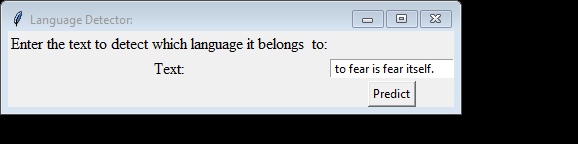 Language Detector:
Enter the text to detect which language it belongs  to:
Text: to fear is fear itself.
Predict